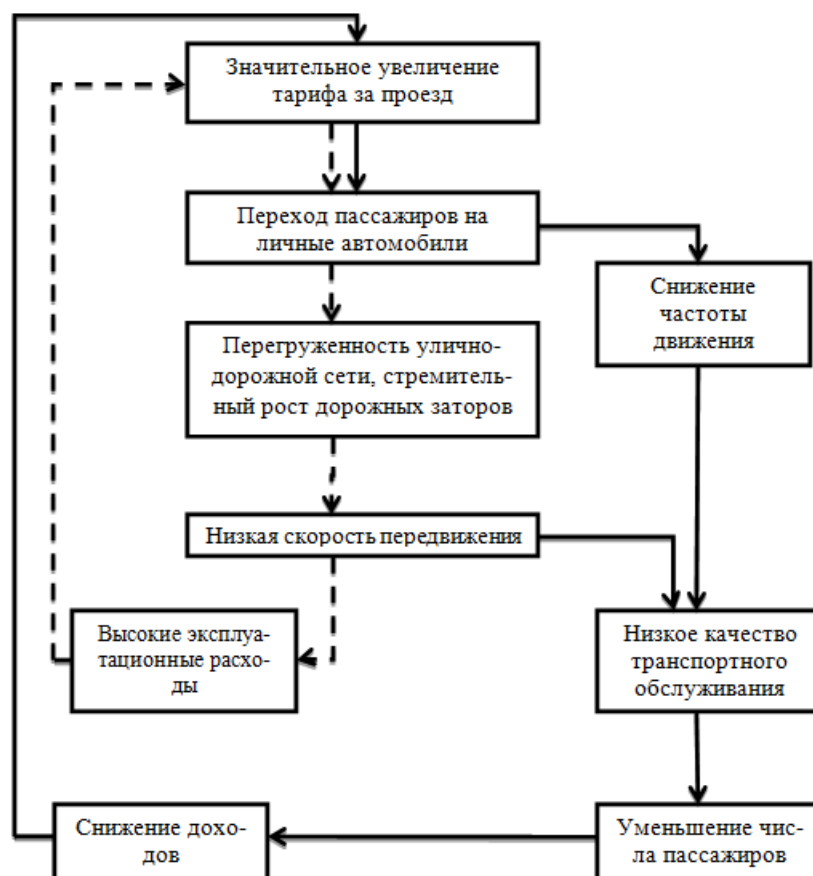 Значительное увеличение
тарифа за проезд
Переход пассажиров на
личные автомобили
Снижение
частоты
движения
Перегруженность улично-
дорожной сети, стремитель-
ный рост дорожных заторов
Низкая скорость передвижения
Высокие эксплуа-
тационные расхо-
ды
Низкое качество
транспортного
обслуживания
Снижение дохо-
дов
Уменьшение чис-
ла пассажиров